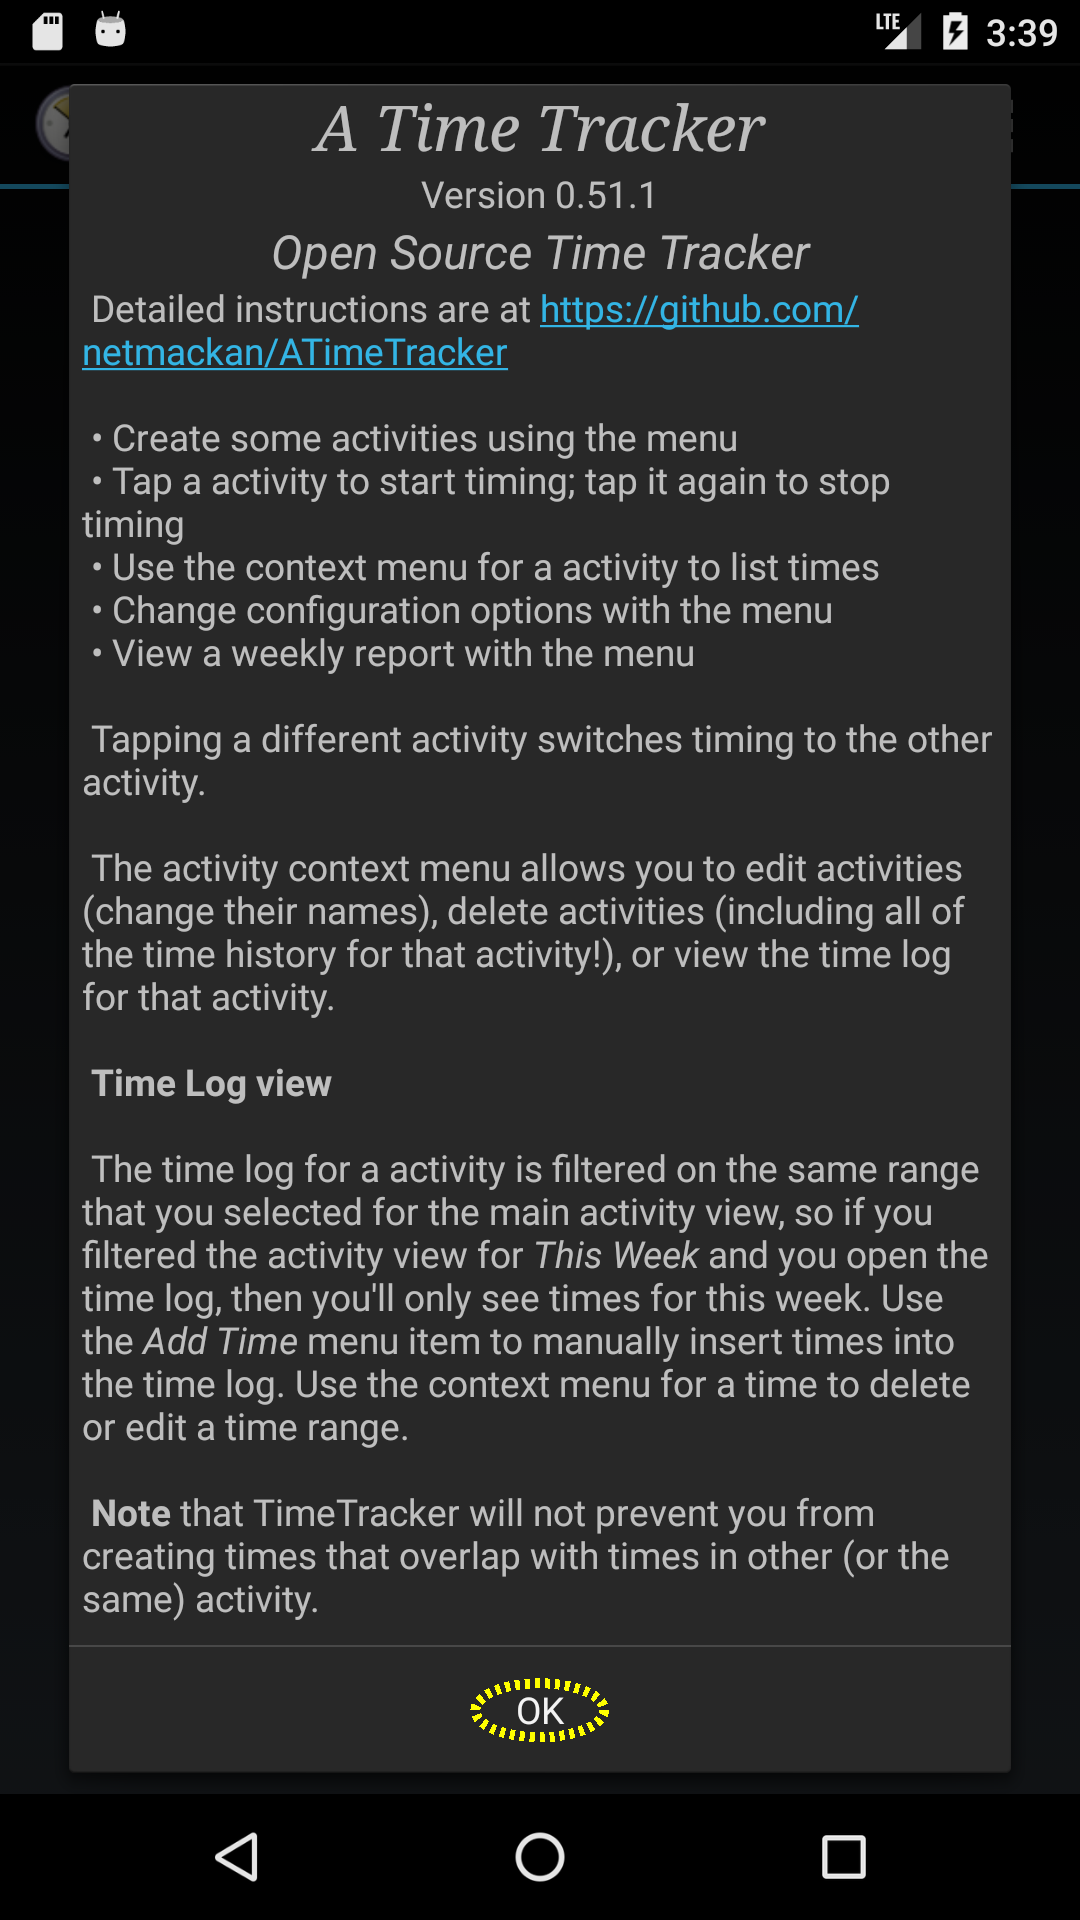 LTE 3:39
A Time Tracker
Version 0.51.1
Open Source Time Tracker
Detailed instructions are at https://github.com/
netmackan/ATimeTracker
• Create some activities using the menu
• Tap a activity to start timing; tap it again to stop
timing
• Use the context menu for a activity to list times
• Change configuration options with the menu
• View a weekly report with the menu
Tapping a different activity switches timing to the other
activity.
The activity context menu allows you to edit activities
(change their names), delete activities (including all of
the time history for that activity!), or view the time log
for that activity.
Time Log view
The time log for a activity is filtered on the same range
that you selected for the main activity view, so if you
filtered the activity view for This Week and you open the
time log, then you'll only see times for this week. Use
the Add Time menu item to manually insert times into
the time log. Use the context menu for a time to delete
or edit a time range.
Note that TimeTracker will not prevent you from
creating times that overlap with times in other (or the
same) activity.
OK